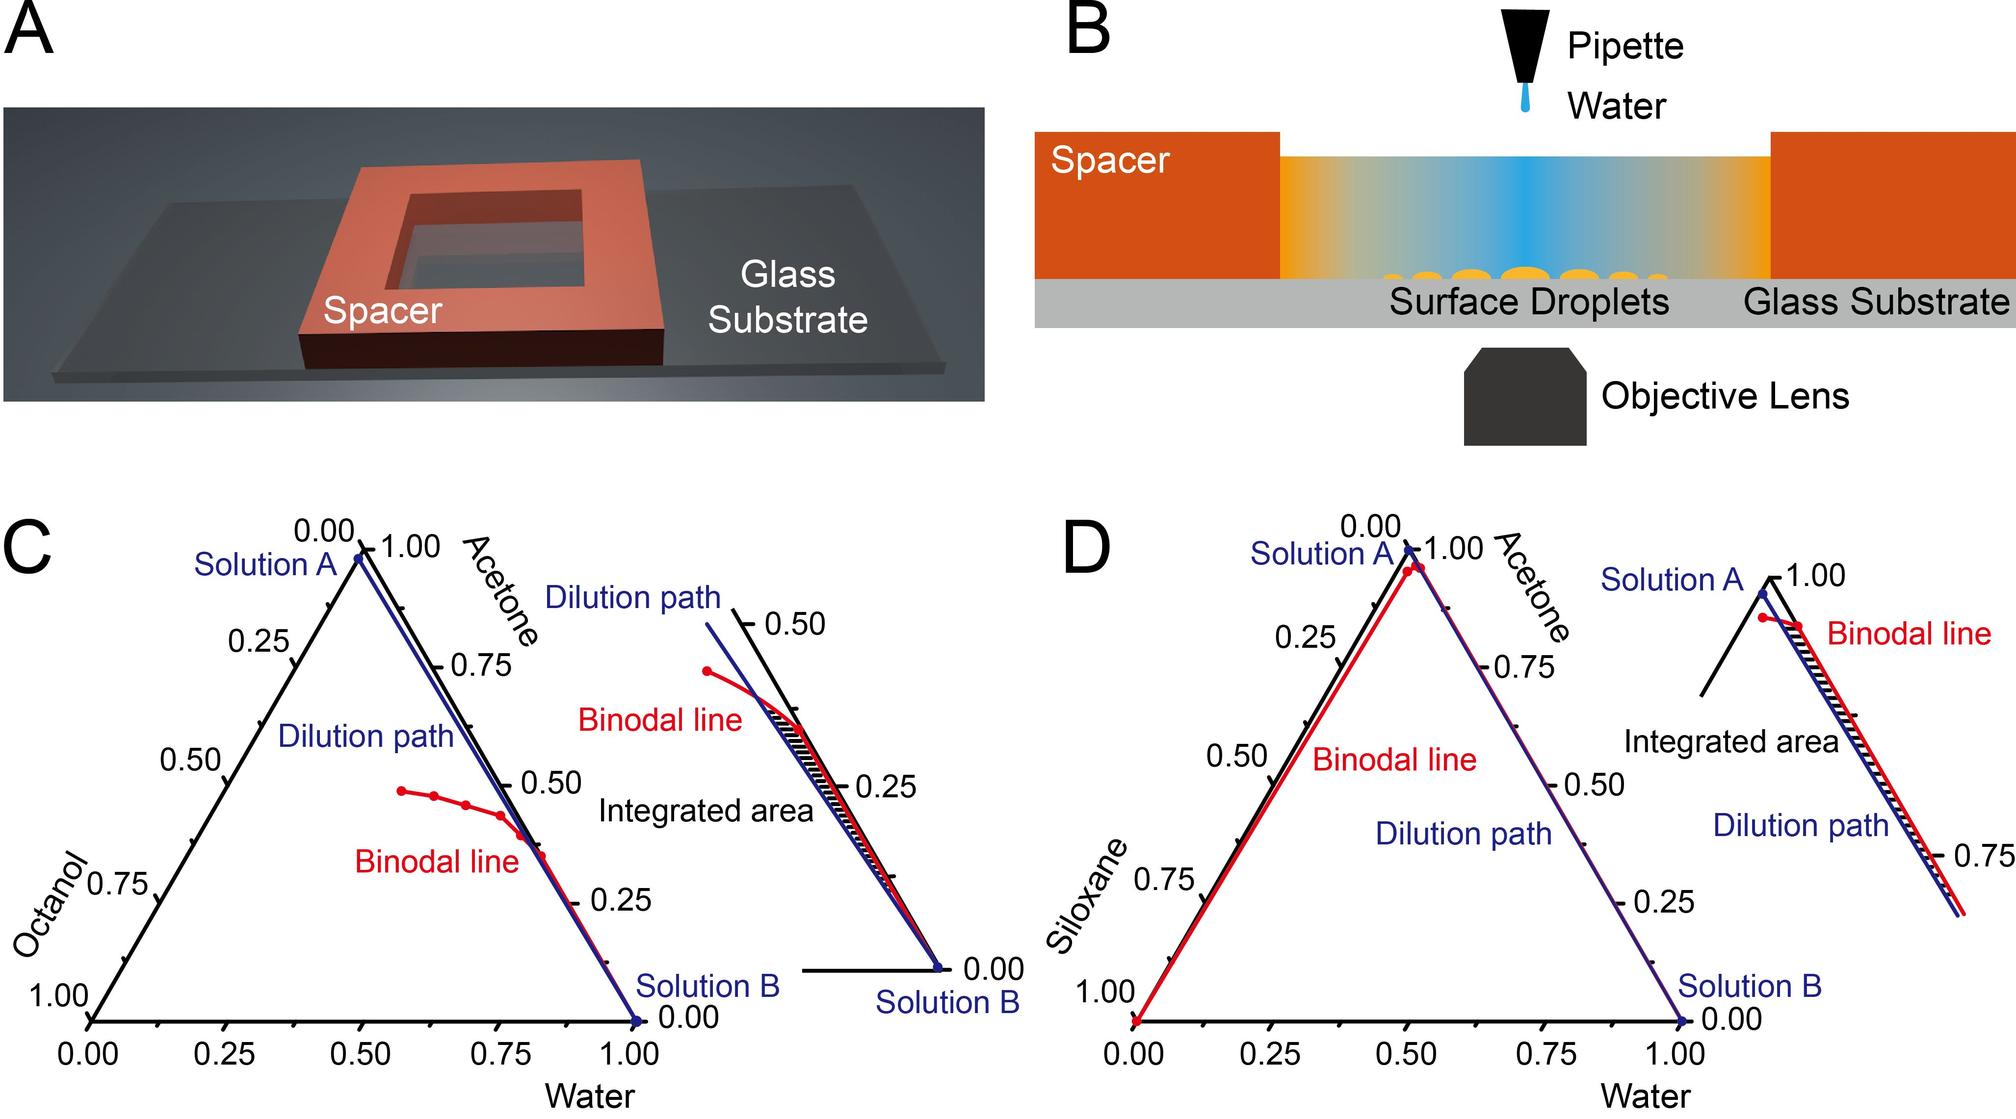 A
Spacer
Glass
Substrate
B
Pipette
Water
Spacer
Surface Droplets
Glass Substrate
Objective Lens
C
0.00
1.00
Solution A
Acetone
0.25
0.75
Dilution path
0.50
0.50
Binodal line
Octanol
0.75
0.25
1.00
Solution B
0.00
0.00
0.25
0.50
0.75
1.00
Water
Dilution path
0.50
Binodal line
0.25
Integrated area
0.00
Solution B
D
0.00
1.00
Solution A
Acetone
0.25
0.75
0.50
Binodal line
0.50
Dilution path
Siloxane
0.75
0.25
1.00
Solution B
0.00
0.00
0.25
0.50
0.75
1.00
Water
Solution A
1.00
Binodal line
Integrated area
Dilution path
0.75